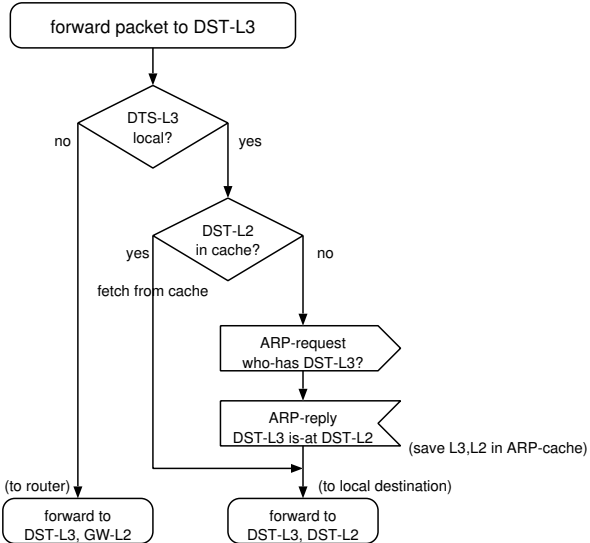 forward packet to DST-L3
DTS-L3
local?
no
yes
DST-L2
in cache?
yes
no
fetch from cache
ARP-request
who-has DST-L3?
ARP-reply
DST-L3 is-at DST-L2
(save L3,L2 in ARP-cache)
(to router)
(to local destination)
forward to
DST-L3, GW-L2
forward to
DST-L3, DST-L2